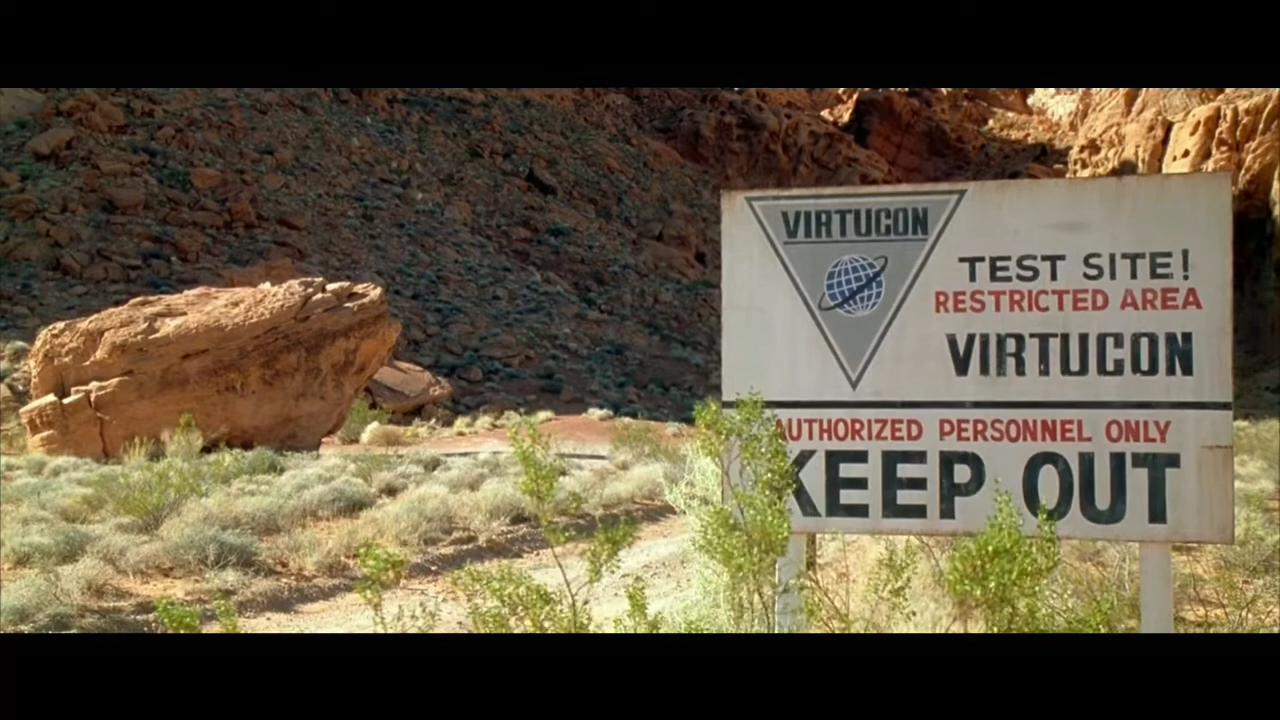 VIRTUCON
TEST SITE!
RESTRICTED AREA
VIRTUCON
AUTHORIZED PERSONNEL ONLY
KEEP OUT